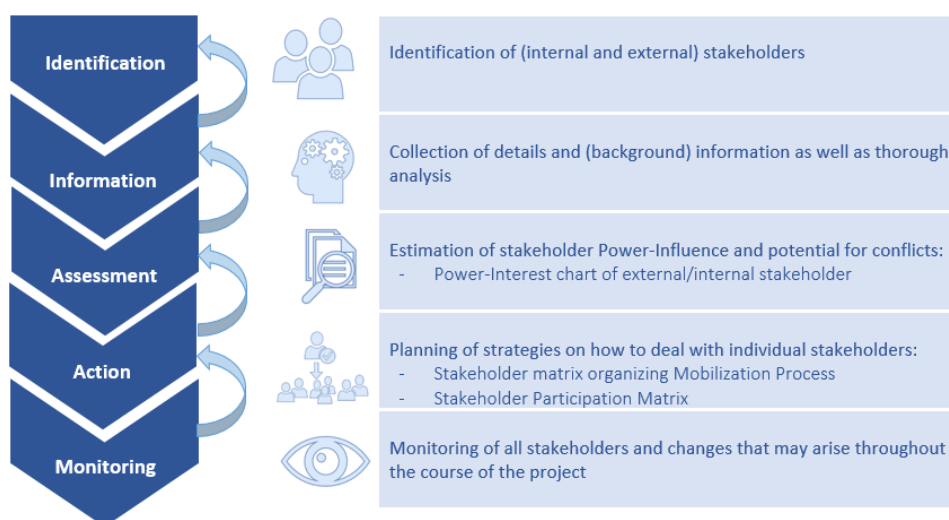 Identification
Identification of (internal and external) stakeholders
Information
Collection of details and (background) information as well as thorough
analysis
Assessment
Estimation of stakeholder Power-Influence and potential for conflicts:
- Power-Interest chart of external/internal stakeholder
Action
Planning of strategies on how to deal with individual stakeholders:
- Stakeholder matrix organizing Mobilization Process
- Stakeholder Participation Matrix
Monitoring
Monitoring of all stakeholders and changes that may arise throughout
the course of the project